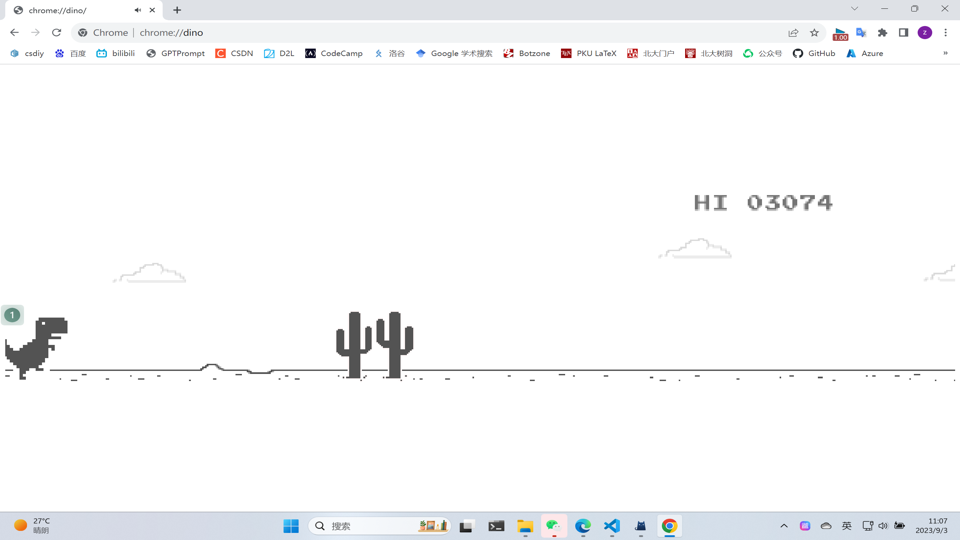 chrome://dino/
Chrome | chrome://dino
1.00
z
csdiy 百度 bilibili GPTPrompt CSDN D2L CodeCamp 洛谷 Google 学术搜索 Botzone PKU LaTeX 北大门户 北大树洞 公众号 GitHub Azure »
HI 03074
1
27°C
晴朗
搜索
英
11:07
2023/9/3